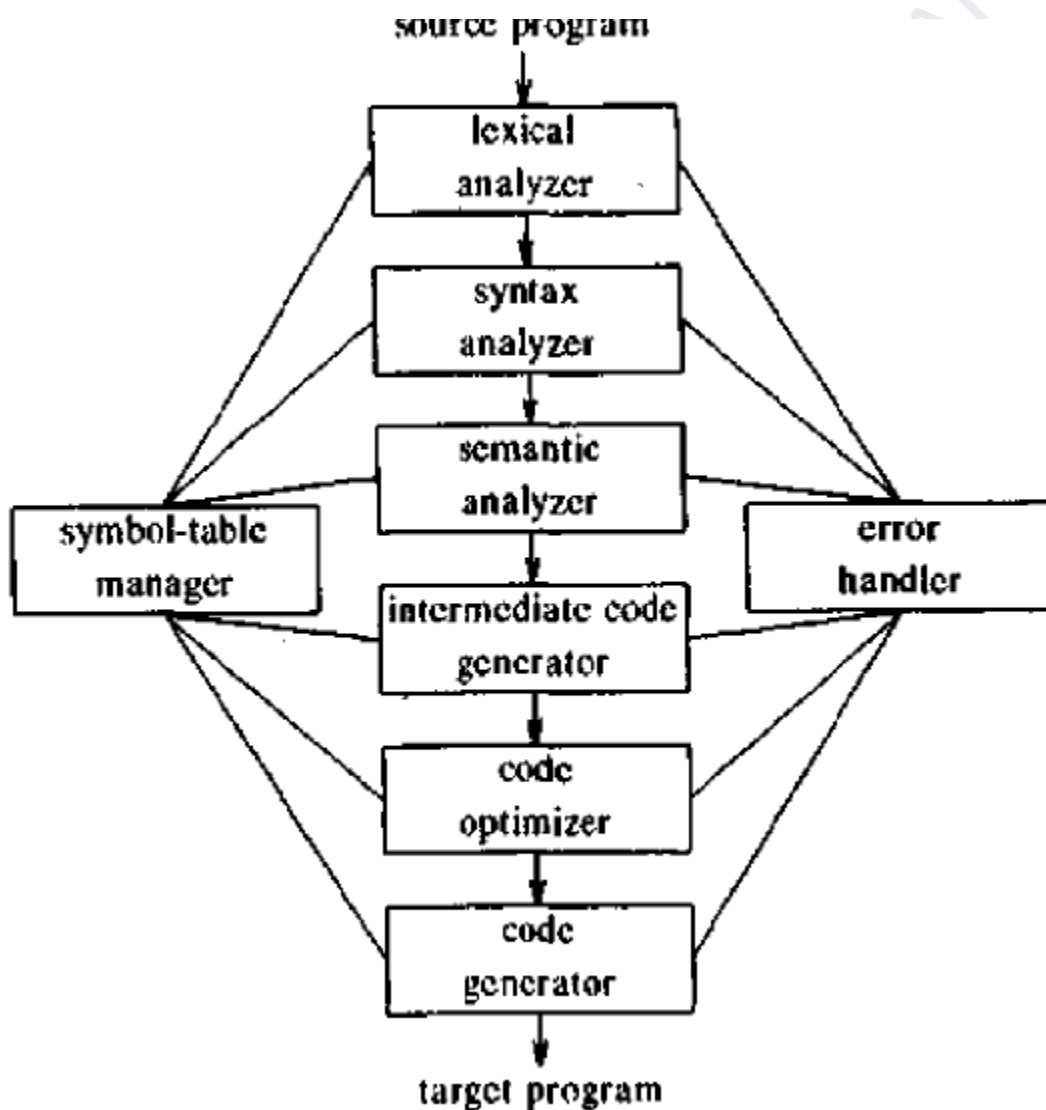 source program
lexical
analyzer
syntax
analyzer
semantic
analyzer
symbol-table
manager
error
handler
intermediate code
generator
code
optimizer
code
generator
target program